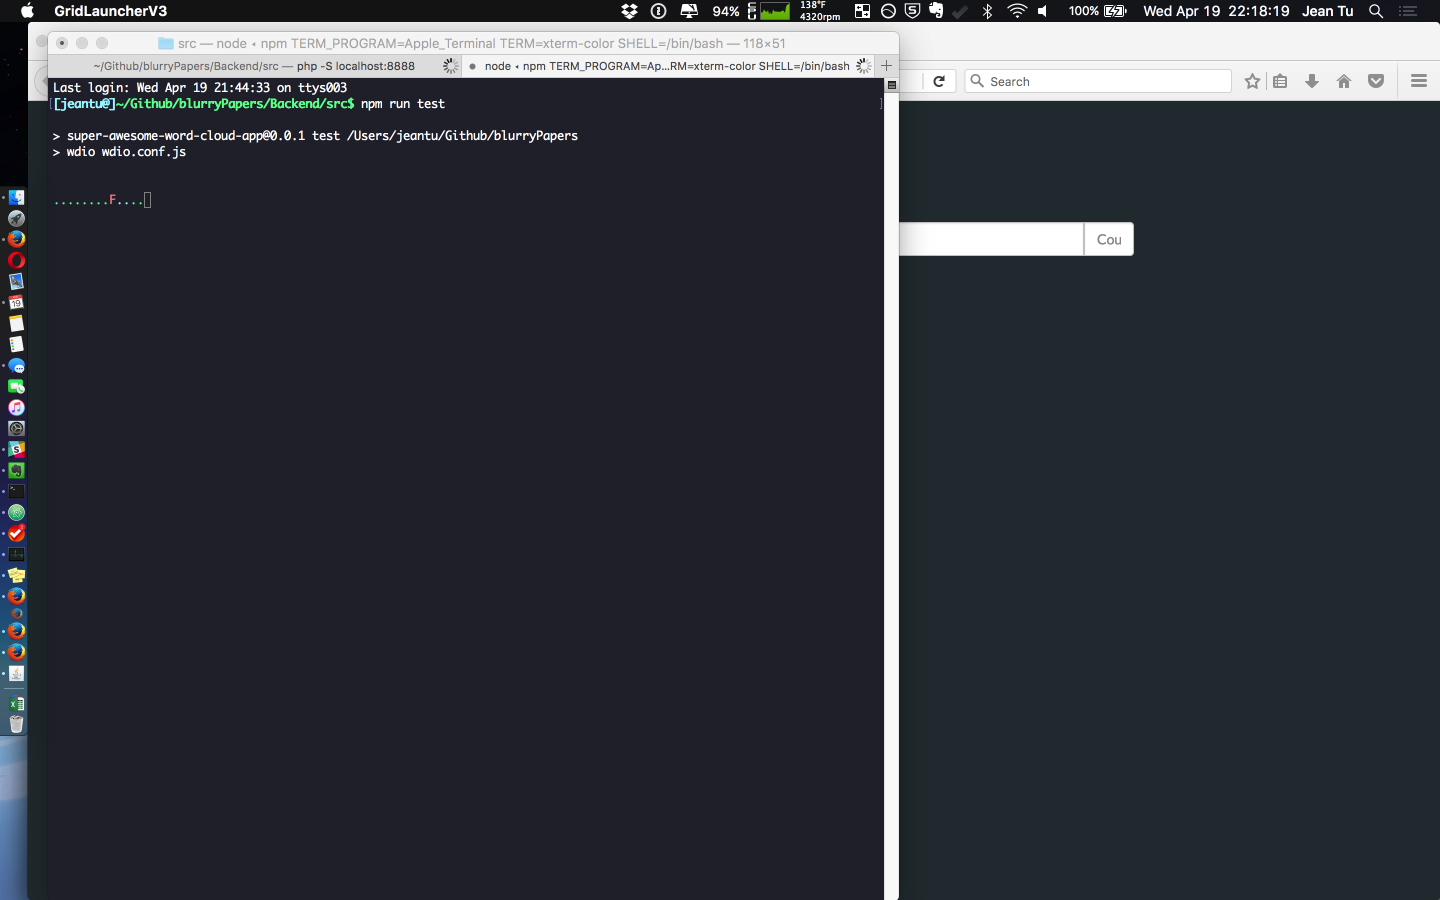 GridLauncherV3
94%
138°F
4320rpm
100%
Wed Apr 19 22:18:19 Jean Tu
src — node ◂ npm TERM_PROGRAM=Apple_Terminal TERM=xterm-color SHELL=/bin/bash — 118×51
~/Github/blurryPapers/Backend/src — php -S localhost:8888
node ◂ npm TERM_PROGRAM=Ap...RM=xterm-color SHELL=/bin/bash
Search
Last login: Wed Apr 19 21:44:33 on ttys003
[[jeantu@]~/Github/blurryPapers/Backend/src$ npm run test ]
> super-awesome-word-cloud-app@0.0.1 test /Users/jeantu/Github/blurryPapers
> wdio wdio.conf.js
........F....
Cou
19